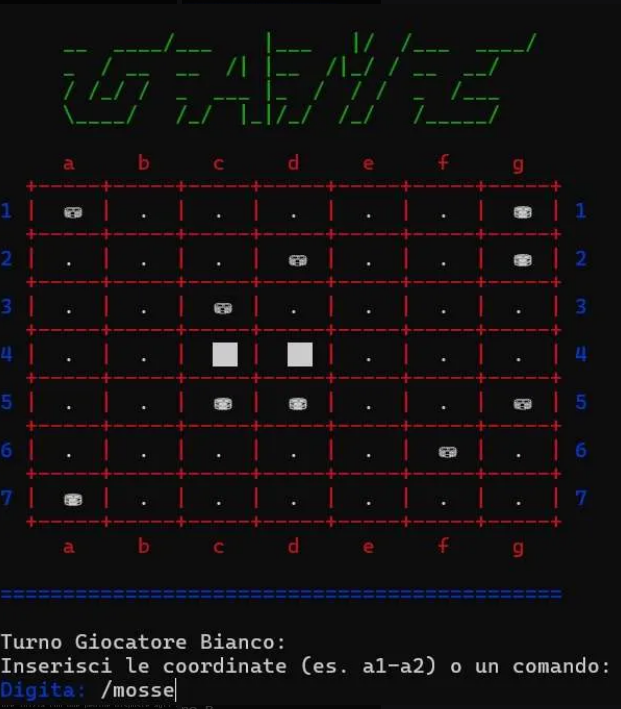 a b c d e f g
1 . . . . . 1
2 . . . . . 2
3 . . . . . . 3
4 . . . . . 4
5 . . . . 5
6 . . . . . . 6
7 . . . . . . 7
a b c d e f g
=============================================
Turno Giocatore Bianco:
Inserisci le coordinate (es. a1-a2) o un comando:
Digita: /mosse